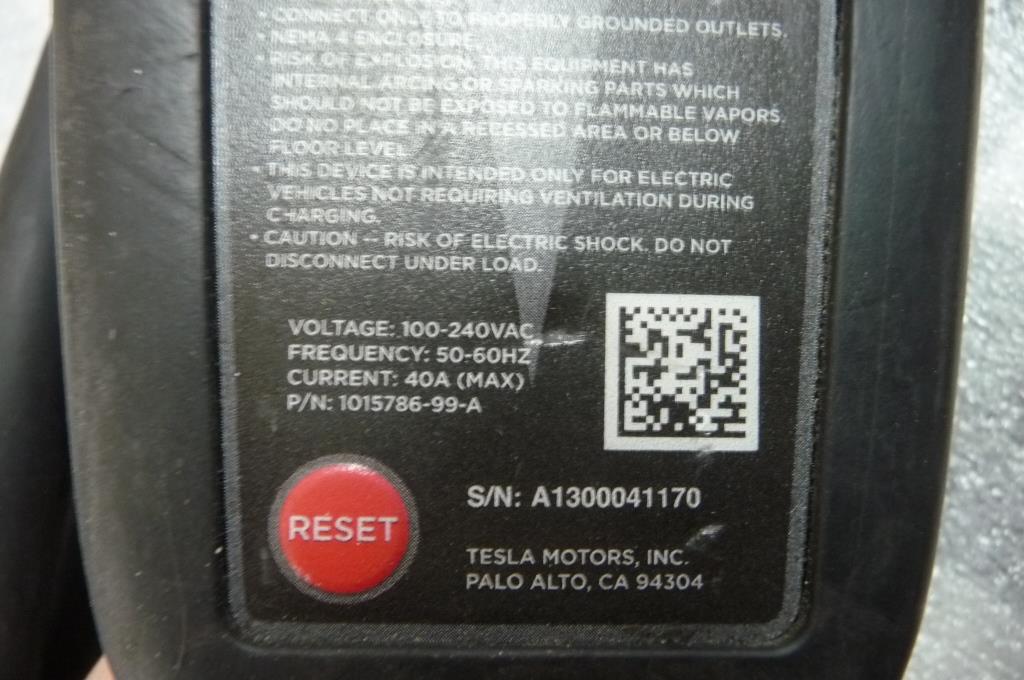 • CONNECT ONLY TO PROPERLY GROUNDED OUTLETS.
• NEMA 4 ENCLOSURE.
• RISK OF EXPLOSION. THIS EQUIPMENT HAS
INTERNAL ARCING OR SPARKING PARTS WHICH
SHOULD NOT BE EXPOSED TO FLAMMABLE VAPORS.
DO NO PLACE IN A RECESSED AREA OR BELOW
FLOOR LEVEL.
• THIS DEVICE IS INTENDED ONLY FOR ELECTRIC
VEHICLES NOT REQUIRING VENTILATION DURING
CHARGING.
• CAUTION -- RISK OF ELECTRIC SHOCK. DO NOT
DISCONNECT UNDER LOAD.
VOLTAGE: 100-240VAC
FREQUENCY: 50-60HZ
CURRENT: 40A (MAX)
P/N: 1015786-99-A
RESET
S/N: A1300041170
TESLA MOTORS, INC.
PALO ALTO, CA 94304